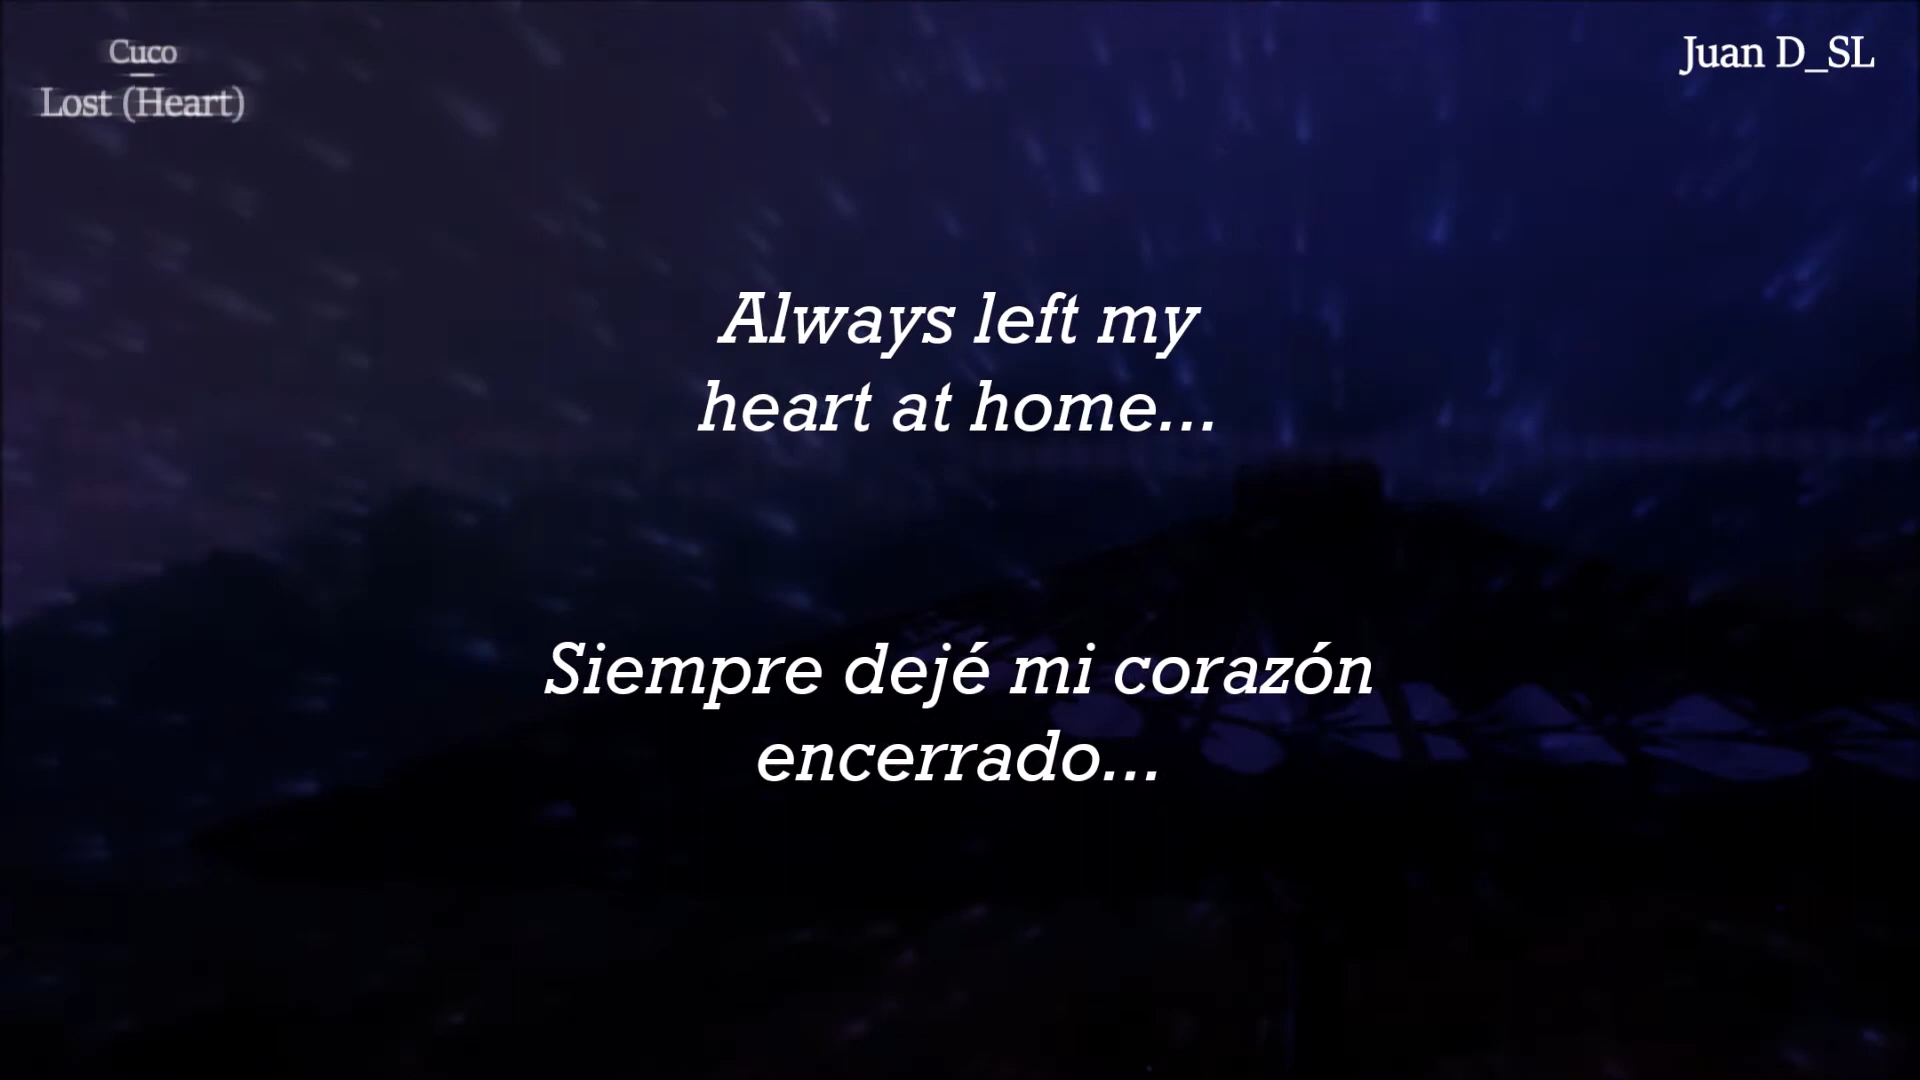 Cuco
Lost (Heart)
Juan D_SL
Always left my
heart at home...
Siempre dejé mi corazón
encerrado...